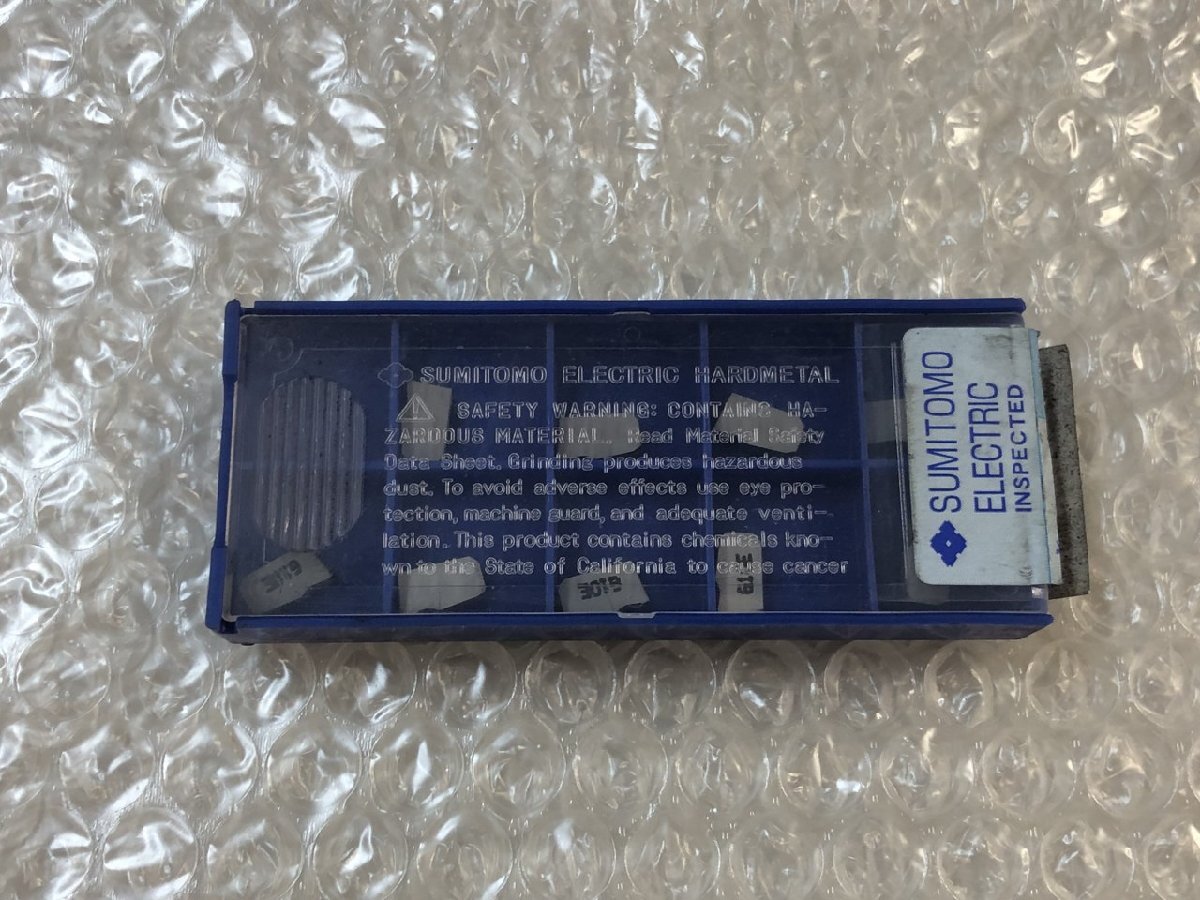 SUMITOMO ELECTRIC HARDMETAL
SAFETY WARNING: CONTAINS HA-
ZARDOUS MATERIAL. Read Material Safety
Data Sheet. Grinding produces hazardous
dust. To avoid adverse effects use eye pro-
tection, machine guard, and adequate venti-
lation. This product contains chemicals kno-
wn to the State of California to cause cancer
SUMITOMO
ELECTRIC
INSPECTED